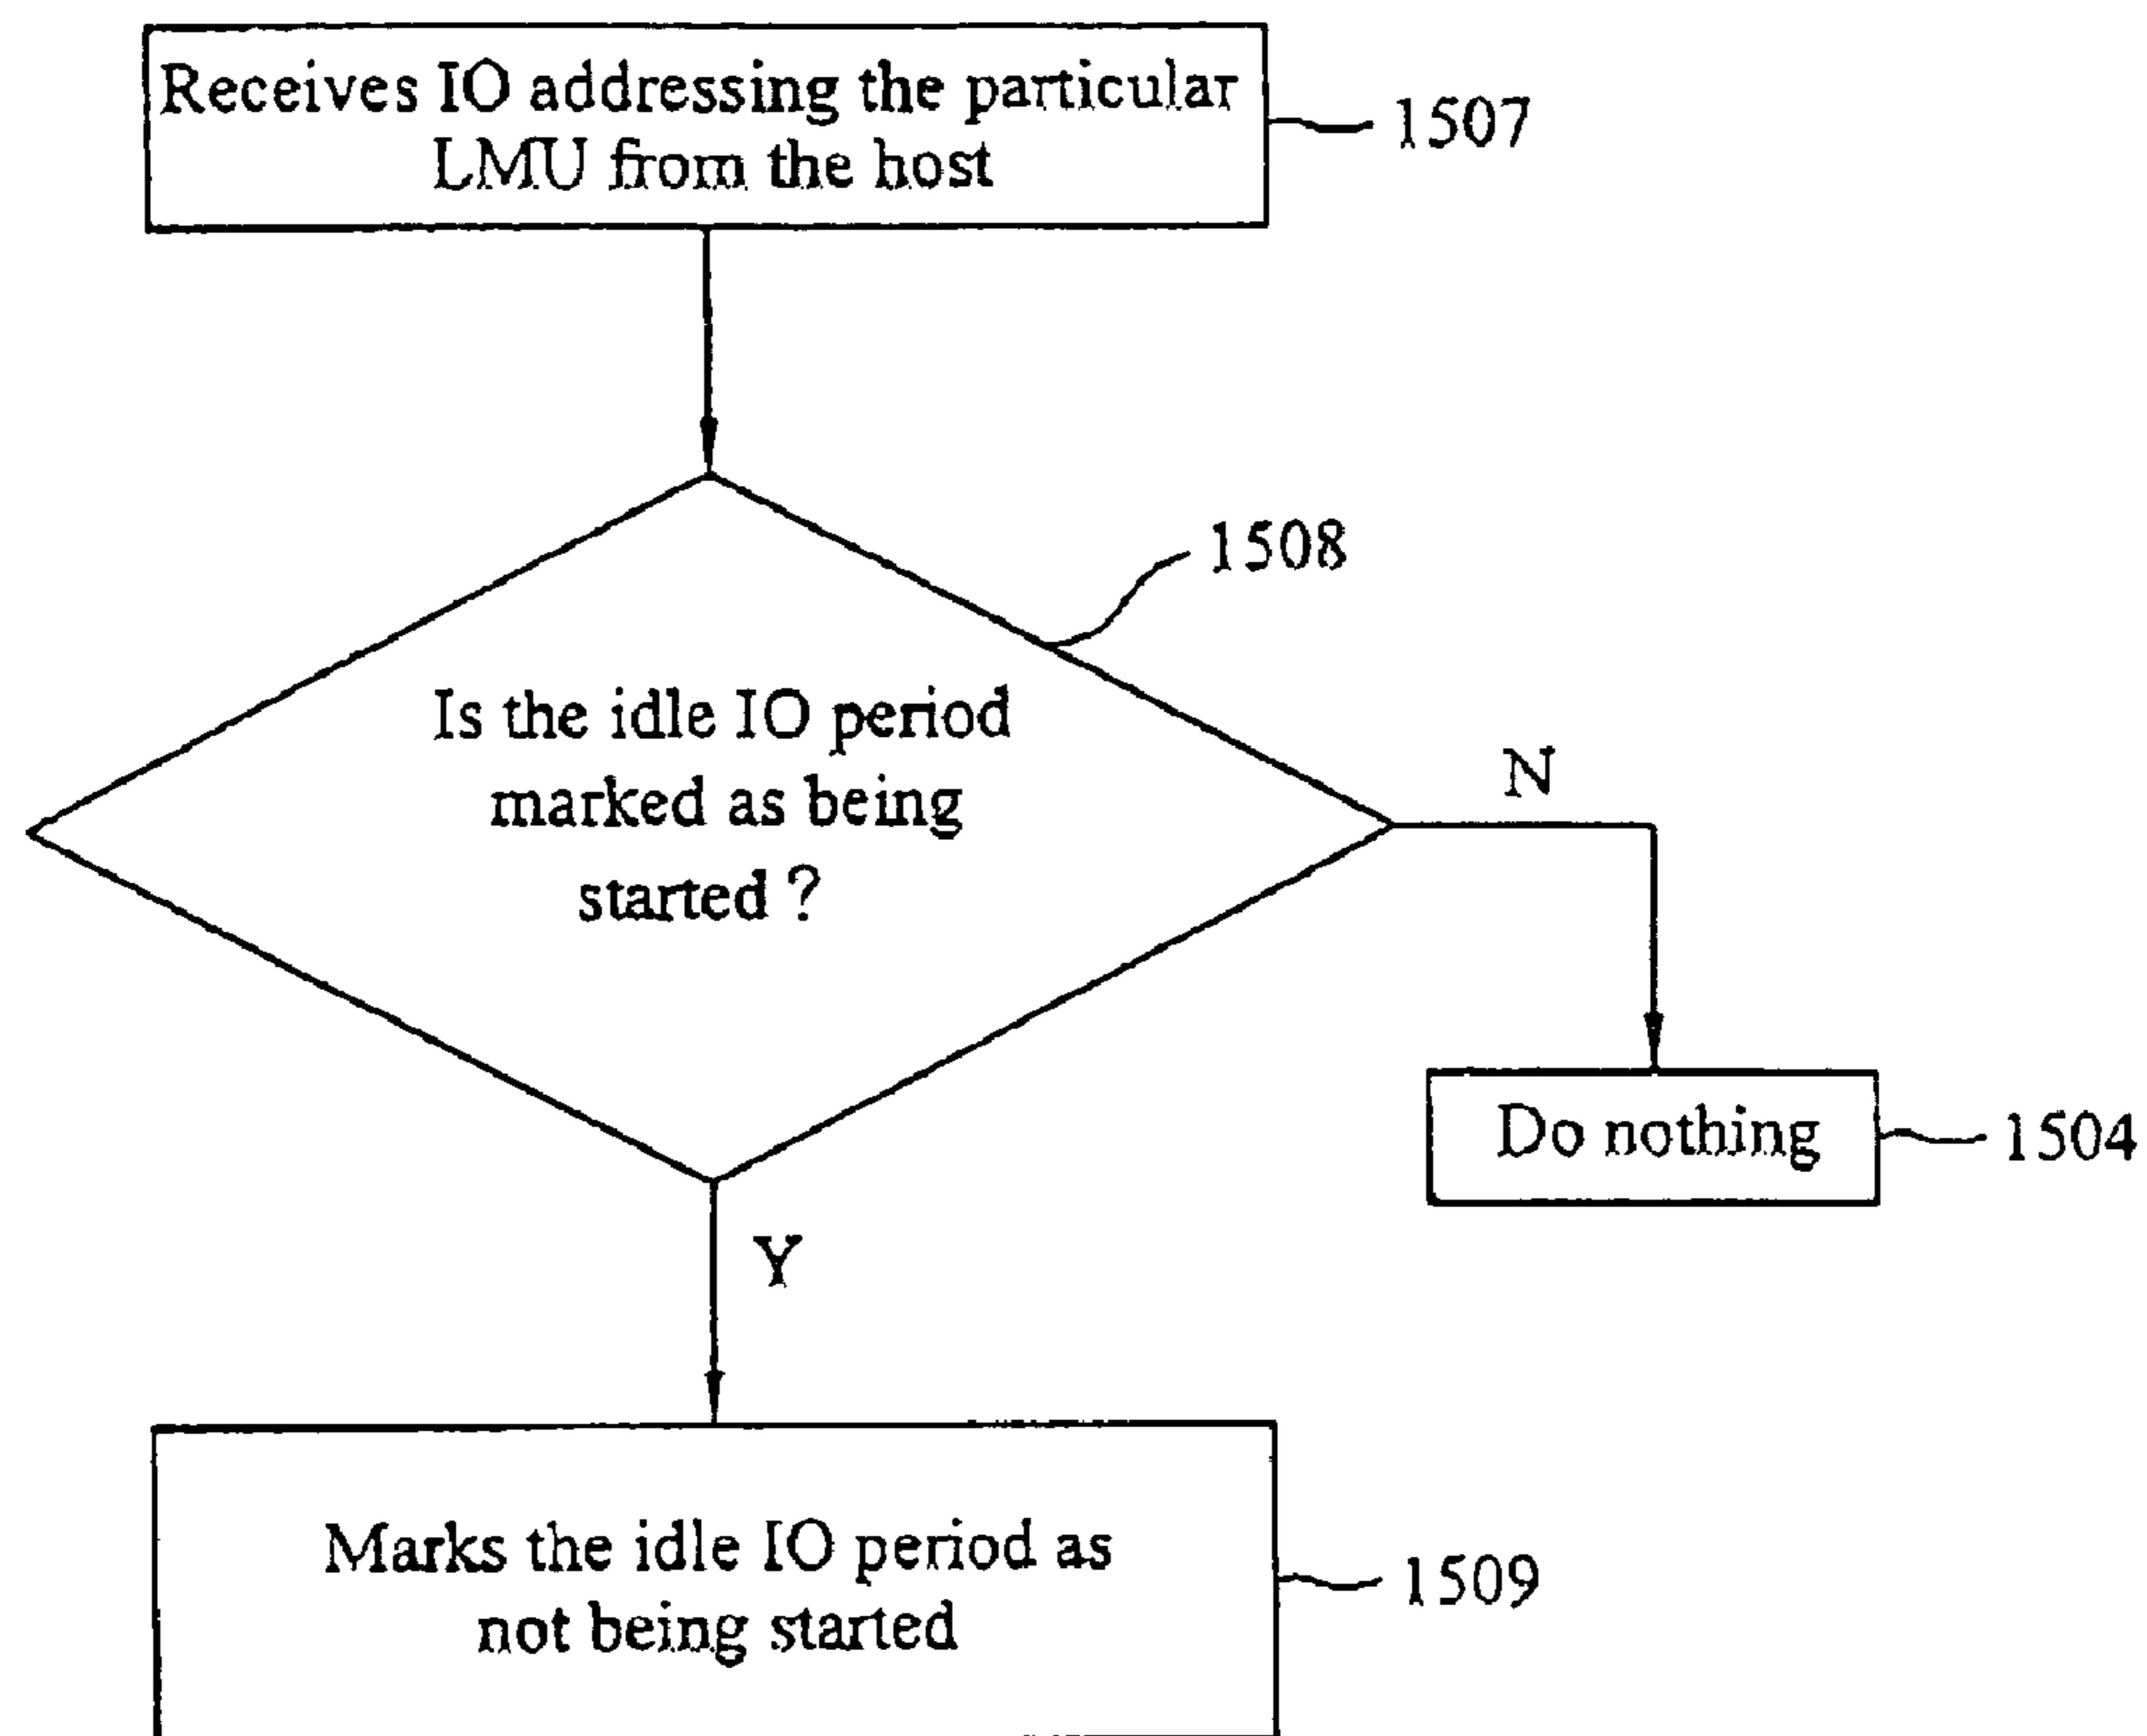 Receives IO addressing the particular
LMU from the host
1507
1508
Is the idle IO period
marked as being
started ?
N
Do nothing
1504
Y
Marks the idle IO period as
not being started
1509